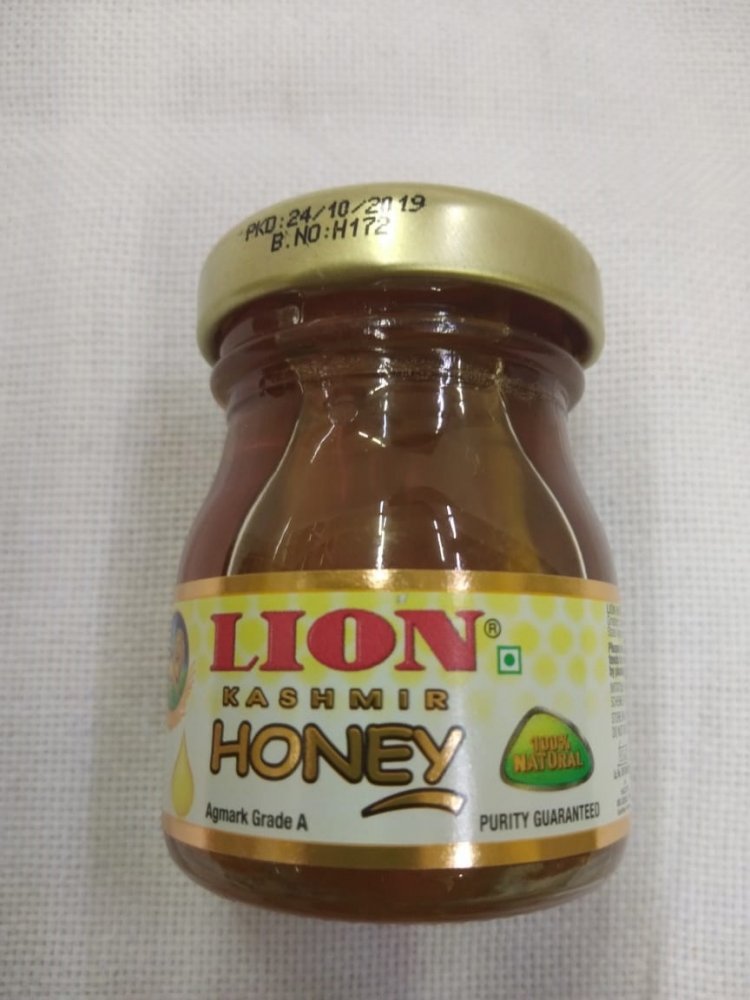 PKD:24/10/2019
B.NO:H172
LION®
KASHMIR
HONEY
100%
NATURAL
Agmark Grade A
PURITY GUARANTEED